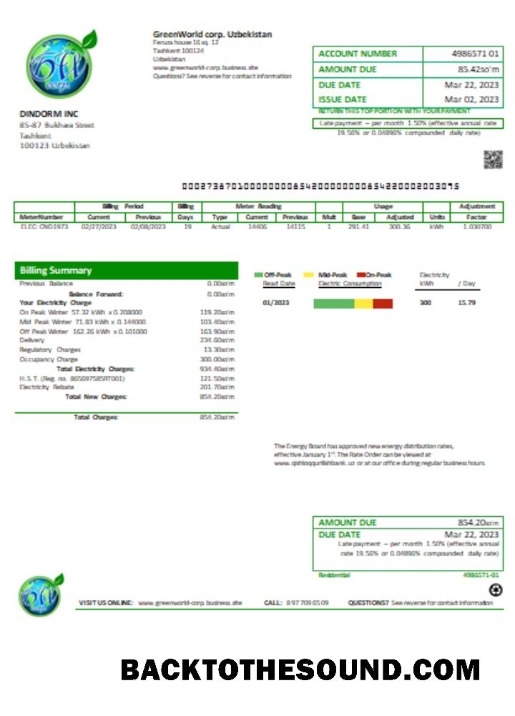 GreenWorld corp. Uzbekistan
Feruza house 16 sq. 12
Tashkent 100124
Uzbekistan
www.greenworld-corp.business.site
Questions? See reverse for contact information
ACCOUNT NUMBER 4986571-01
AMOUNT DUE 85.42so'm
DUE DATE Mar 22, 2023
ISSUE DATE Mar 02, 2023
RETURN THIS TOP PORTION WITH YOUR PAYMENT
Late payment – per month 1.50% (effective annual rate
19.56% or 0.04896% compounded daily rate)
DINDORM INC
85-87 Bukhara Street
Tashkent
100123 Uzbekistan
Billing Period Billing Meter Reading Usage Adjustment
MeterNumber Current Previous Days Type Current Previous Mult Base Adjusted Units Factor
ELEC: CND1973 02/27/2023 02/08/2023 19 Actual 14406 14115 1 291.41 300.36 kWh 1.030700
Billing Summary
Previous Balance 0.00so'm
Balance Forward: 0.00so'm
Your Electricity Charge
On Peak Winter 57.32 kWh x 0.208000 119.20so'm
Mid Peak Winter 71.83 kWh x 0.144000 103.40so'm
Off Peak Winter 162.26 kWh x 0.101000 163.90so'm
Delivery 234.60so'm
Regulatory Charges 13.30so'm
Occupancy Charge 300.00so'm
Total Electricity Charges: 934.40so'm
H.S.T. (Reg. no. 865697585RT001) 121.50so'm
Electricity Rebate 201.70so'm
Total New Charges: 854.20so'm
Total Charges: 854.20so'm
Off-Peak Mid-Peak On-Peak Electricity
Read Date Electric Consumption kWh / Day
01/2023 300 15.79
The Energy Board has approved new energy distribution rates,
effective January 1st. The Rate Order can be viewed at
www.qishloqqurilishbank.uz or at our office during regular business hours.
AMOUNT DUE 854.20so'm
DUE DATE Mar 22, 2023
Late payment – per month 1.50% (effective annual
rate 19.56% or 0.04896% compounded daily rate)
Residential 4986571-01
VISIT US ONLINE: www.greenworld-corp.business.site CALL: 8 97 709 65 09 QUESTIONS? See reverse for contact information
BACKTOTHESOUND.COM